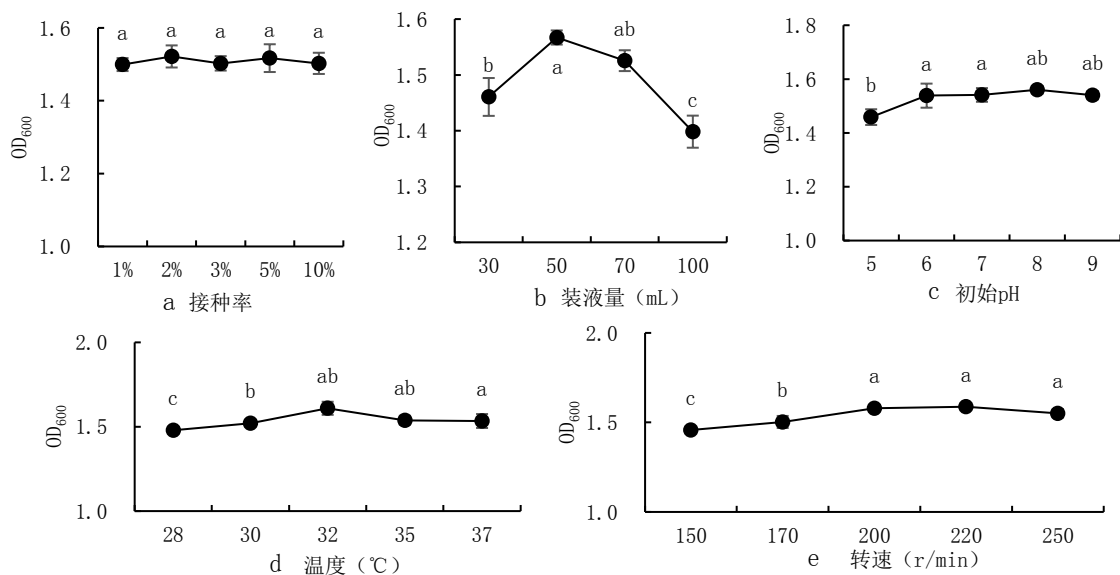 1.6
1.4
1.2
1.0
OD600
a a a a a
1% 2% 3% 5% 10%
a 接种率
1.6
1.5
1.4
1.3
1.2
OD600
b a ab c
30 50 70 100
b 装液量（mL）
1.8
1.6
1.4
1.2
1.0
OD600
b a a ab ab
5 6 7 8 9
c 初始pH
2.0
1.5
1.0
OD600
c b ab ab a
28 30 32 35 37
d 温度（℃）
2.0
1.5
1.0
OD600
c b a a a
150 170 200 220 250
e 转速（r/min）